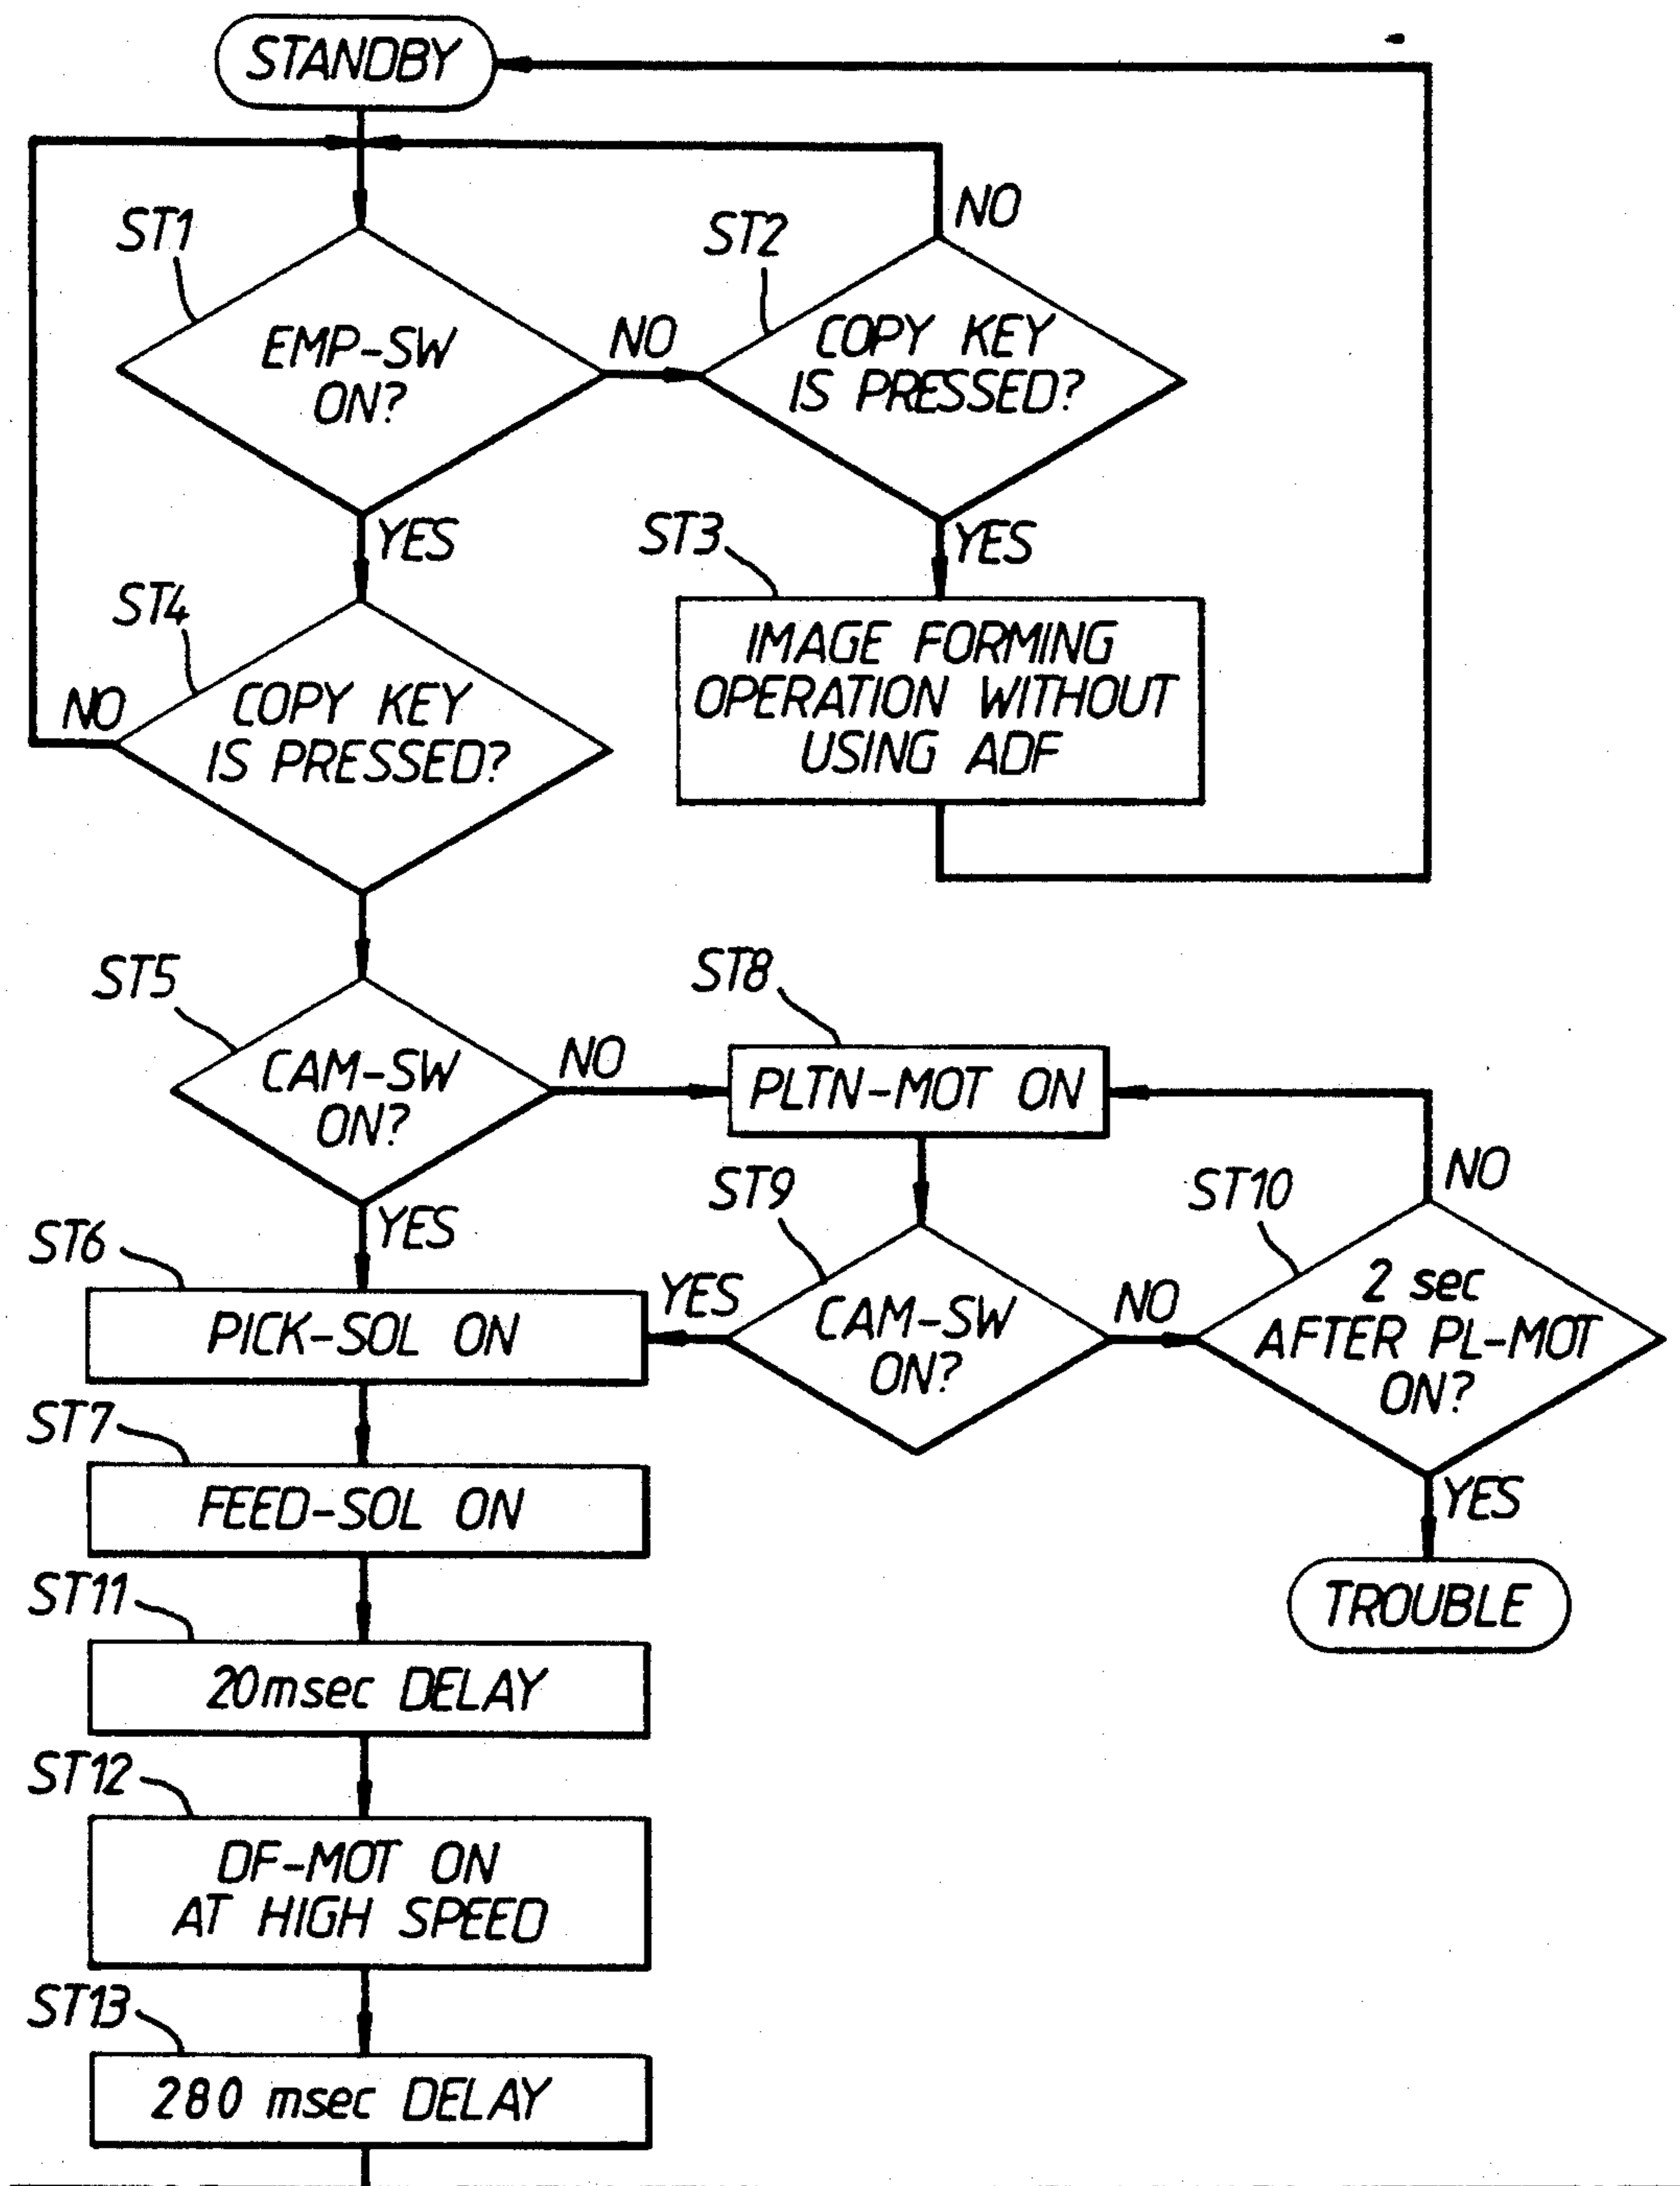 STANDBY
ST1
EMP-SW
ON?
NO
ST2
NO
COPY KEY
IS PRESSED?
YES
YES
ST3
IMAGE FORMING
OPERATION WITHOUT
USING ADF
ST4
NO
COPY KEY
IS PRESSED?
ST5
CAM-SW
ON?
NO
YES
ST8
PLTN-MOT ON
ST9
CAM-SW
ON?
YES
NO
ST10
NO
2 sec
AFTER PL-MOT
ON?
YES
TROUBLE
ST6
PICK-SOL ON
ST7
FEED-SOL ON
ST11
20msec DELAY
ST12
DF-MOT ON
AT HIGH SPEED
ST13
280 msec DELAY